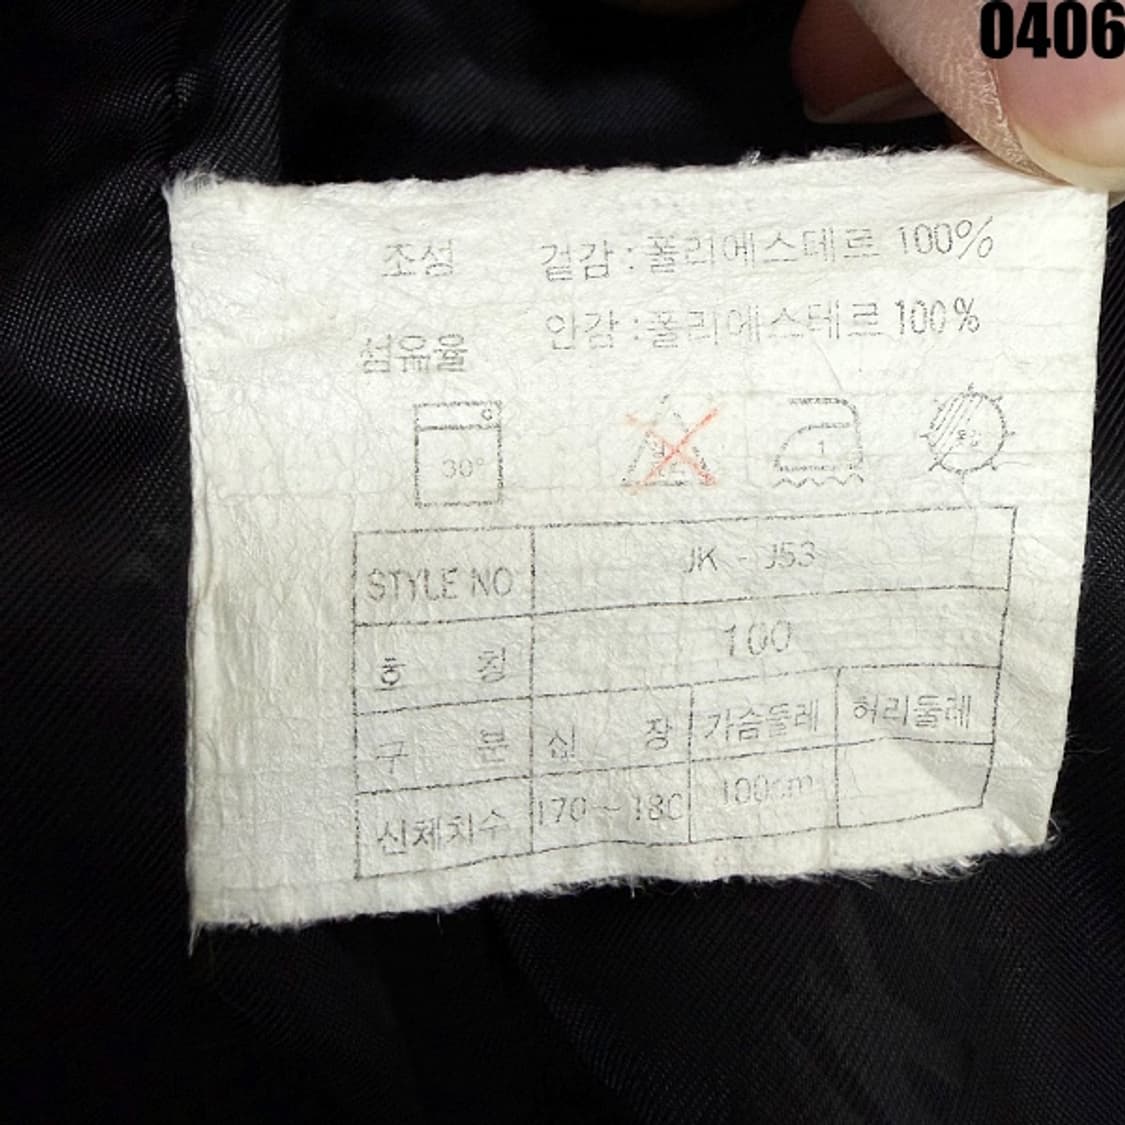 0406
조성 겉감 : 폴리에스테르 100%
안감 : 폴리에스테르 100%
섬유율
30°
1
STYLE NO JK - J53
호 칭 100
구 분 신 장 가슴둘레 허리둘레
신체치수 170 ~ 180 100cm